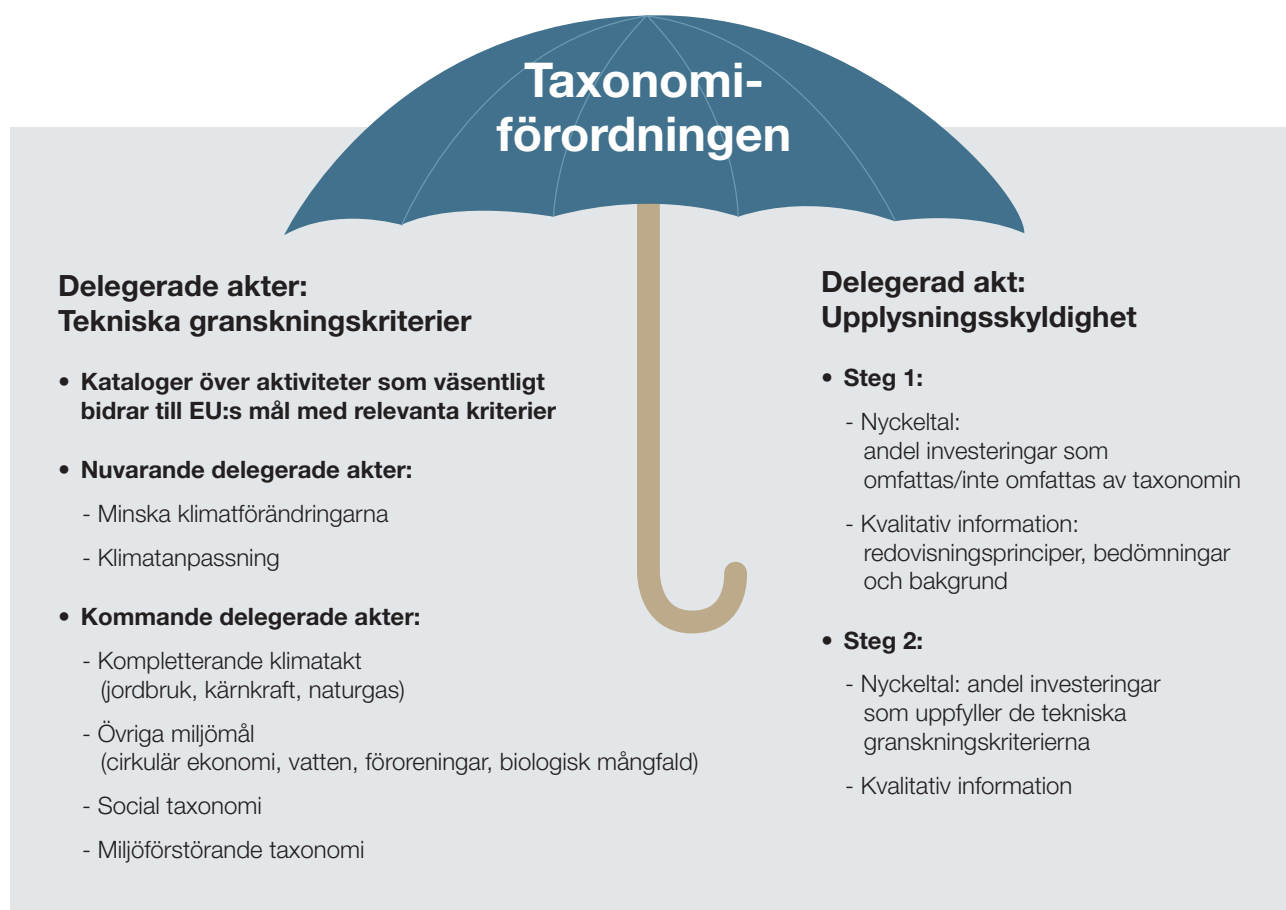 Taxonomi-
förordningen
Delegerade akter:
Tekniska granskningskriterier
• Kataloger över aktiviteter som väsentligt
bidrar till EU:s mål med relevanta kriterier
• Nuvarande delegerade akter:
- Minska klimatförändringarna
- Klimatanpassning
• Kommande delegerade akter:
- Kompletterande klimatakt
(jordbruk, kärnkraft, naturgas)
- Övriga miljömål
(cirkulär ekonomi, vatten, föroreningar, biologisk mångfald)
- Social taxonomi
- Miljöförstörande taxonomi
Delegerad akt:
Upplysningsskyldighet
• Steg 1:
- Nyckeltal:
andel investeringar som
omfattas/inte omfattas av taxonomin
- Kvalitativ information:
redovisningsprinciper, bedömningar
och bakgrund
• Steg 2:
- Nyckeltal: andel investeringar
som uppfyller de tekniska
granskningskriterierna
- Kvalitativ information